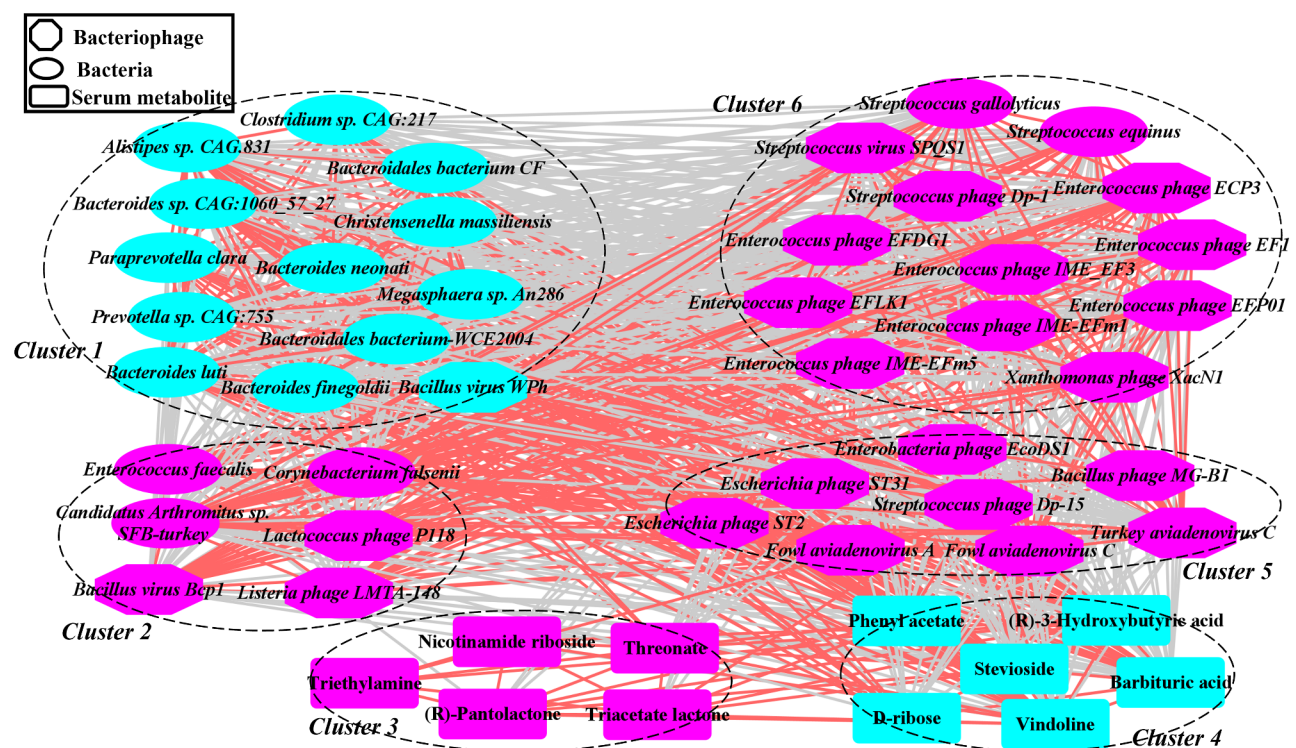 Bacteriophage
Bacteria
Serum metabolite
Cluster 6
Streptococcus gallolyticus
Clostridium sp. CAG:217
Streptococcus equinus
Alistipes sp. CAG.831
Streptococcus virus SPQS1
Bacteroidales bacterium CF
Streptococcus phage Dp-1
Enterococcus phage ECP3
Bacteroides sp. CAG:1060_57_27
Christensenella massiliensis
Enterococcus phage EFDG1
Enterococcus phage EF1
Paraprevotella clara
Bacteroides neonati
Enterococcus phage IME_EF3
Megasphaera sp. An286
Enterococcus phage EFLK1
Enterococcus phage EFP01
Prevotella sp. CAG:755
Enterococcus phage IME-EFm1
Bacteroidales bacterium-WCE2004
Cluster 1
Enterococcus phage IME-EFm5
Bacteroides luti
Xanthomonas phage XacN1
Bacteroides finegoldii
Bacillus virus WPh
Enterobacteria phage EcoDS1
Enterococcus faecalis
Corynebacterium falsenii
Bacillus phage MG-B1
Escherichia phage ST31
Streptococcus phage Dp-15
Candidatus Arthromitus sp.
SFB-turkey
Lactococcus phage P118
Escherichia phage ST2
Turkey aviadenovirus C
Fowl aviadenovirus A
Fowl aviadenovirus C
Cluster 5
Bacillus virus Bcp1
Listeria phage LMTA-148
Cluster 2
Phenyl acetate
(R)-3-Hydroxybutyric acid
Nicotinamide riboside
Threonate
Stevioside
Triethylamine
Barbituric acid
(R)-Pantolactone
Triacetate lactone
D-ribose
Vindoline
Cluster 3
Cluster 4